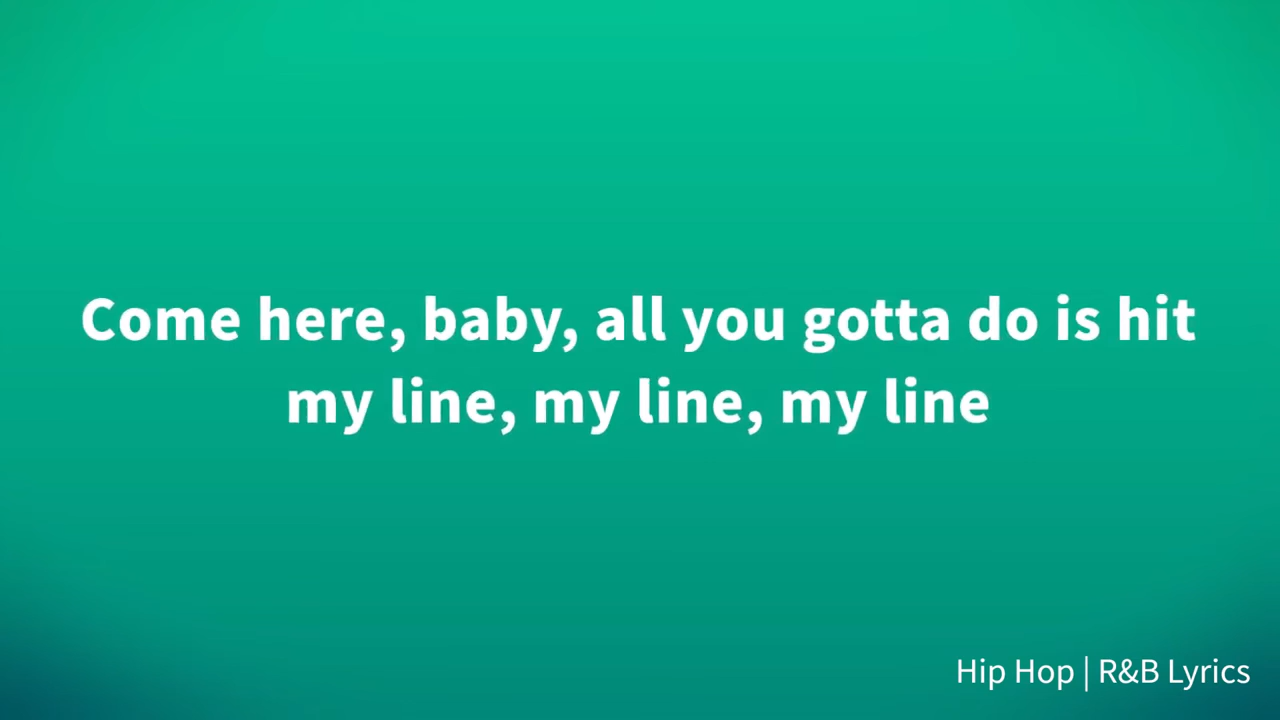 Come here, baby, all you gotta do is hit
my line, my line, my line
Hip Hop | R&B Lyrics